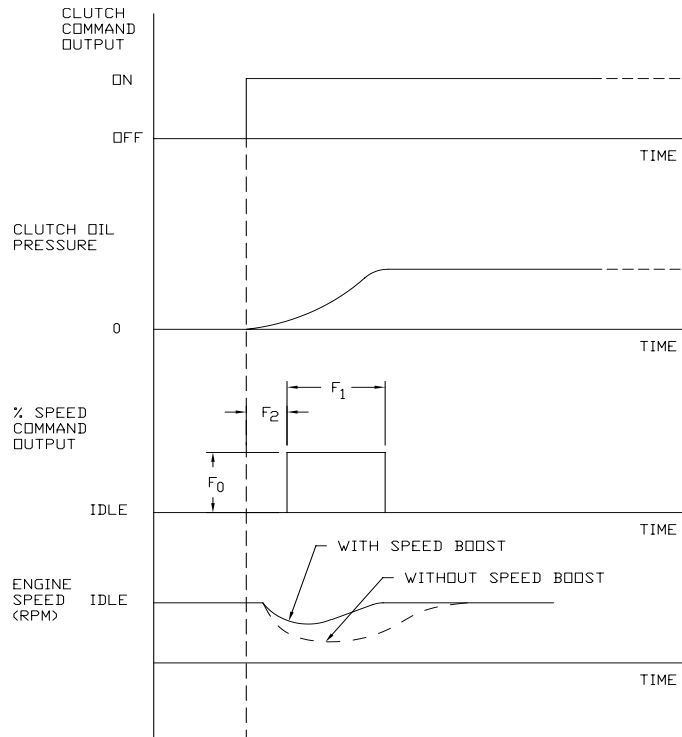 CLUTCH
COMMAND
OUTPUT
ON
OFF
TIME
CLUTCH OIL
PRESSURE
0
TIME
F1
F2
% SPEED
COMMAND
OUTPUT
F0
IDLE
TIME
WITH SPEED BOOST
WITHOUT SPEED BOOST
ENGINE
SPEED
(RPM)
IDLE
TIME